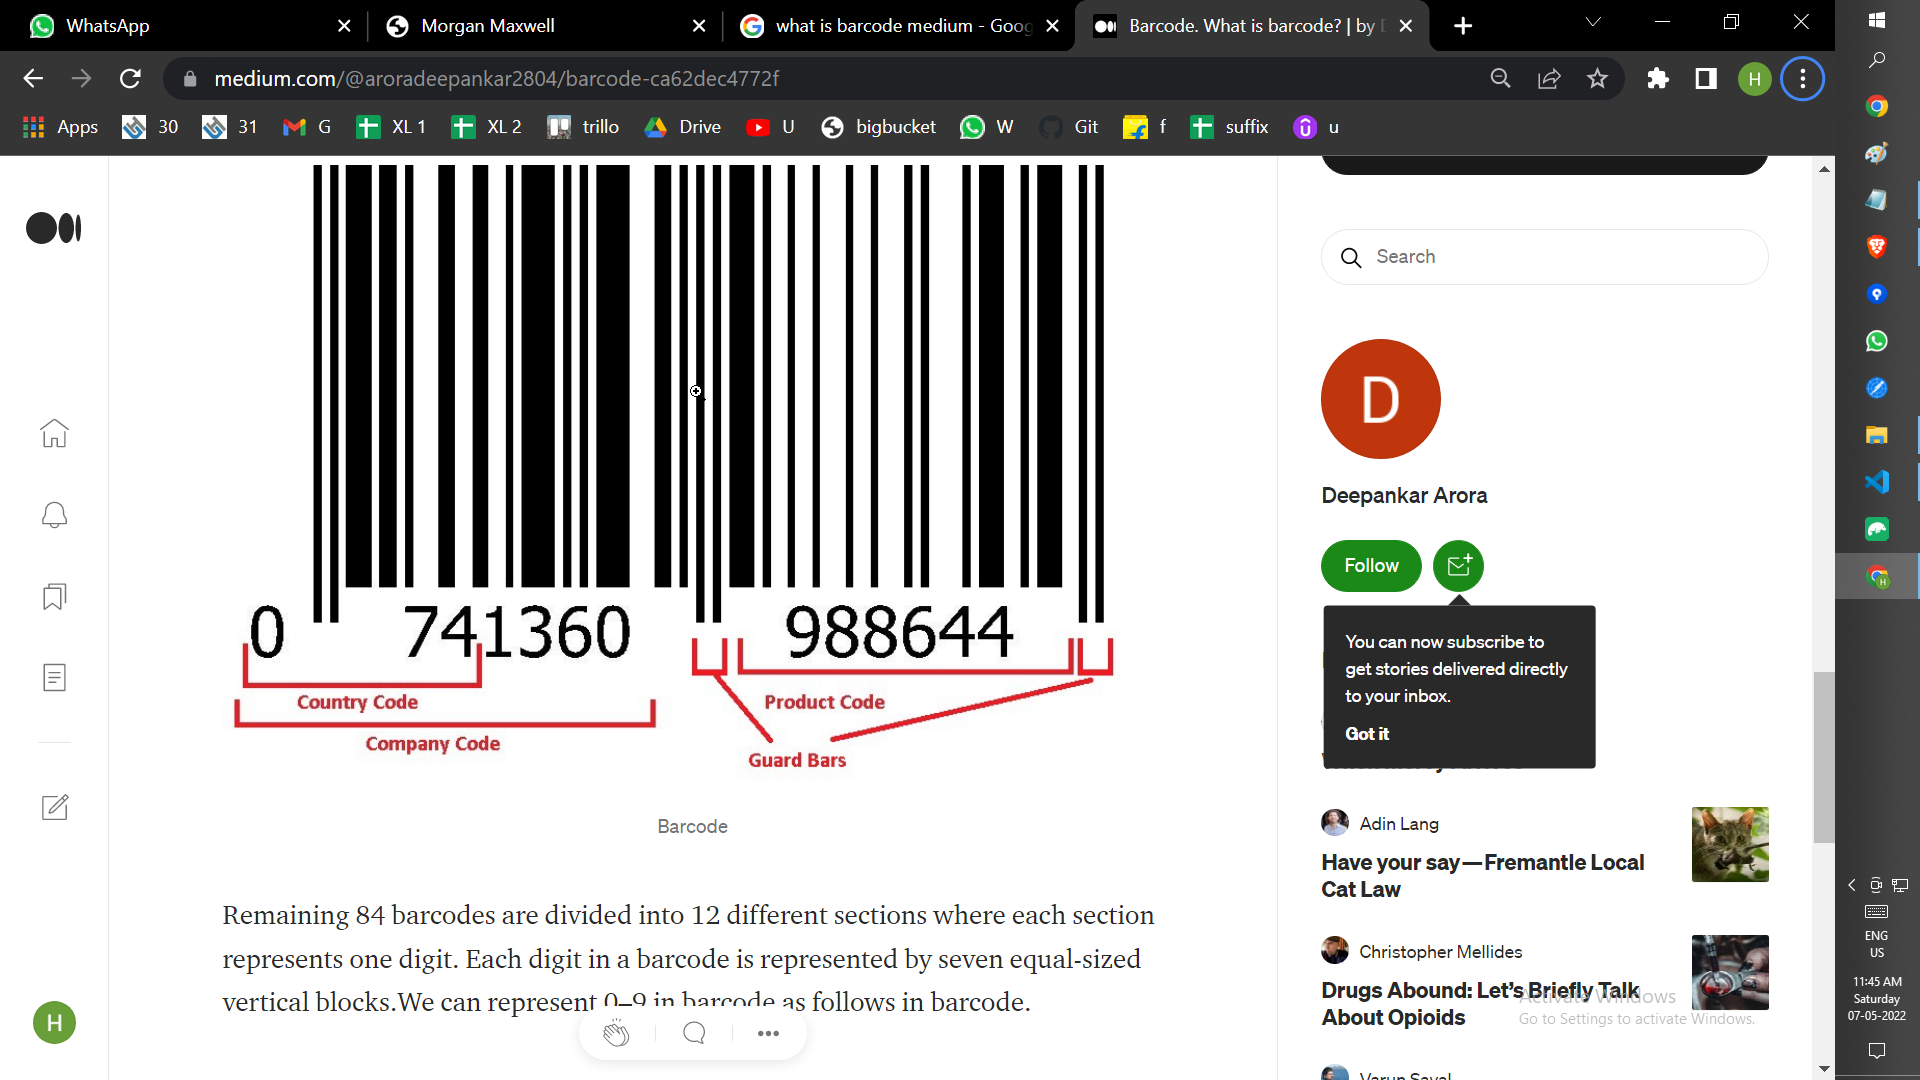 WhatsApp
Morgan Maxwell
what is barcode medium - Goog
Barcode. What is barcode? | by D
medium.com/@aroradeepankar2804/barcode-ca62dec4772f
H
Apps
30
31
G
XL 1
XL 2
trillo
Drive
U
bigbucket
W
Git
f
suffix
u
0 741360 988644
Country Code
Product Code
Company Code
Guard Bars
Barcode
Remaining 84 barcodes are divided into 12 different sections where each section
represents one digit. Each digit in a barcode is represented by seven equal-sized
vertical blocks.We can represent 0–9 in barcode as follows in barcode.
H
Search
D
Deepankar Arora
Follow
You can now subscribe to
get stories delivered directly
to your inbox.
Got it
Adin Lang
Have your say — Fremantle Local
Cat Law
Christopher Mellides
Drugs Abound: Let’s Briefly Talk
About Opioids
Varun Sayal
Activate Windows
Go to Settings to activate Windows.
ENG
US
11:45 AM
Saturday
07-05-2022